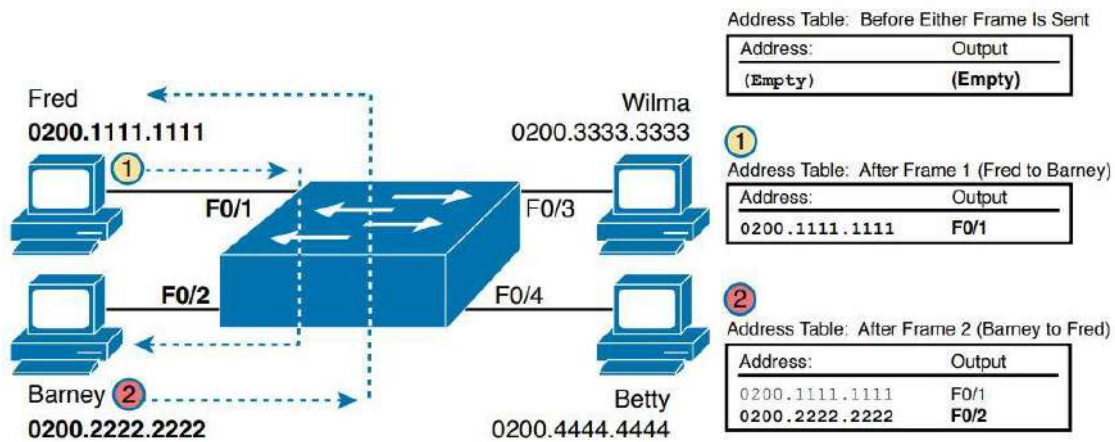 Address Table: Before Either Frame Is Sent
Address: Output
(Empty) (Empty)
Fred
0200.1111.1111
Wilma
0200.3333.3333
1
F0/1
F0/3
1
Address Table: After Frame 1 (Fred to Barney)
Address: Output
0200.1111.1111 F0/1
F0/2
F0/4
Barney 2
0200.2222.2222
Betty
0200.4444.4444
2
Address Table: After Frame 2 (Barney to Fred)
Address: Output
0200.1111.1111 F0/1
0200.2222.2222 F0/2